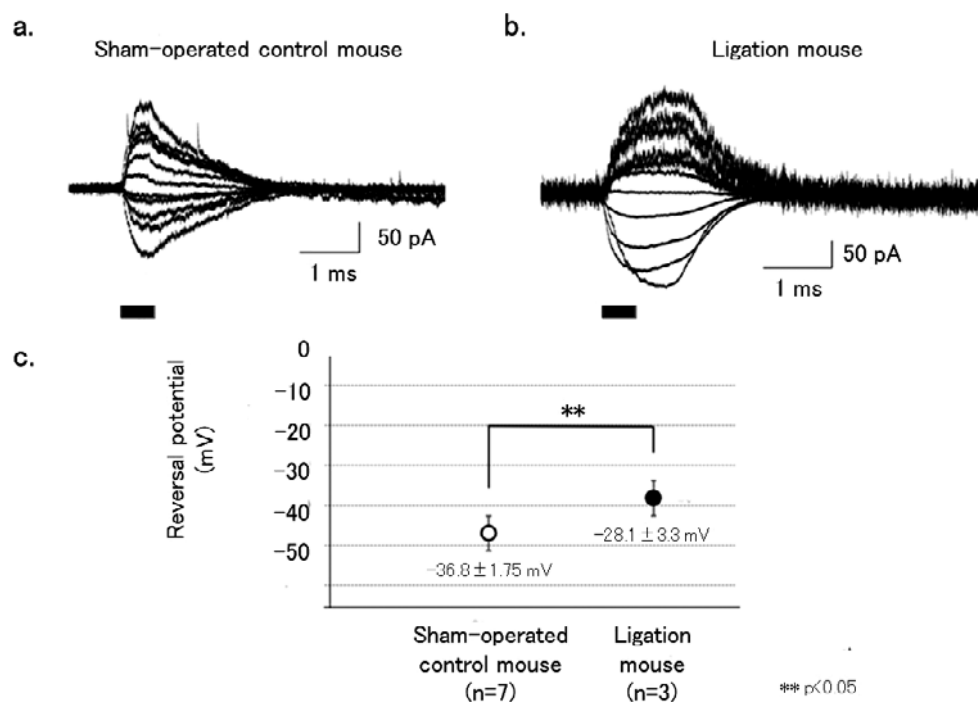 a.
Sham-operated control mouse
50 pA
1 ms
b.
Ligation mouse
50 pA
1 ms
c.
Reversal potential
(mV)
0
-10
-20
-30
-40
-50
**
-36.8 ± 1.75 mV
-28.1 ± 3.3 mV
Sham-operated
control mouse
(n=7)
Ligation
mouse
(n=3)
** p<0.05